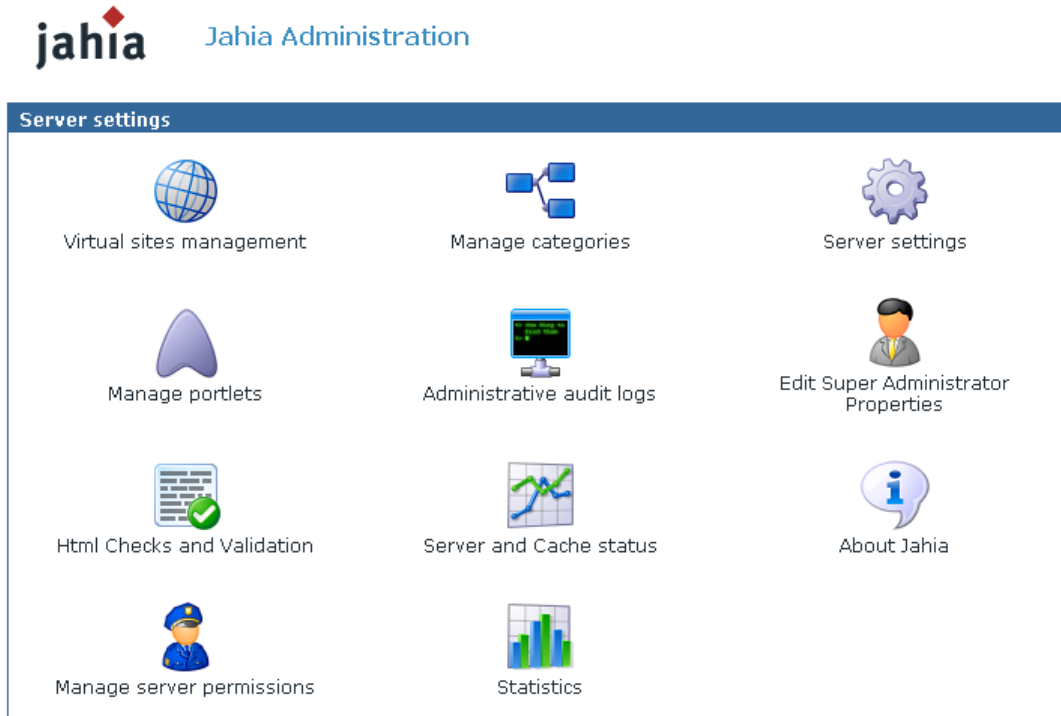 jahia
Jahia Administration
Server settings
Virtual sites management
Manage categories
Server settings
Manage portlets
Administrative audit logs
Edit Super Administrator
Properties
Html Checks and Validation
Server and Cache status
About Jahia
Manage server permissions
Statistics